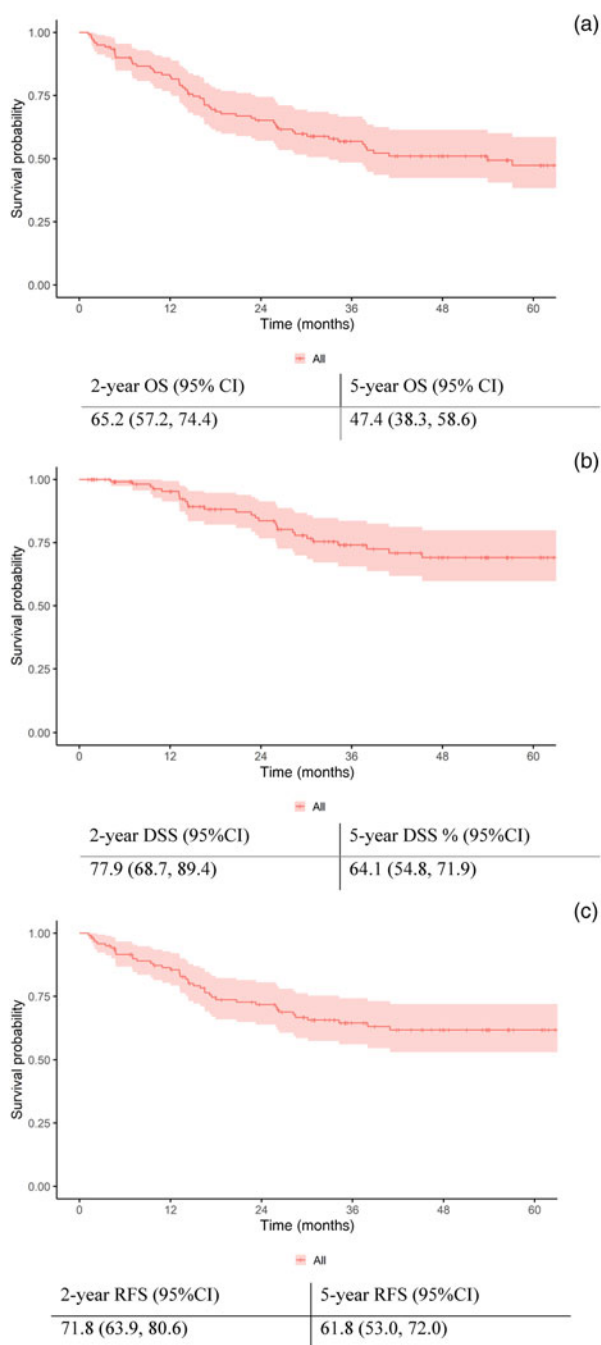 (a)
1.00
0.75
0.50
0.25
0.00
Survival probability
0 12 24 36 48 60
Time (months)
All
2-year OS (95% CI) 5-year OS (95% CI)
65.2 (57.2, 74.4) 47.4 (38.3, 58.6)
(b)
1.00
0.75
0.50
0.25
0.00
Survival probability
0 12 24 36 48 60
Time (months)
All
2-year DSS (95%CI) 5-year DSS % (95%CI)
77.9 (68.7, 89.4) 64.1 (54.8, 71.9)
(c)
1.00
0.75
0.50
0.25
0.00
Survival probability
0 12 24 36 48 60
Time (months)
All
2-year RFS (95%CI) 5-year RFS (95%CI)
71.8 (63.9, 80.6) 61.8 (53.0, 72.0)